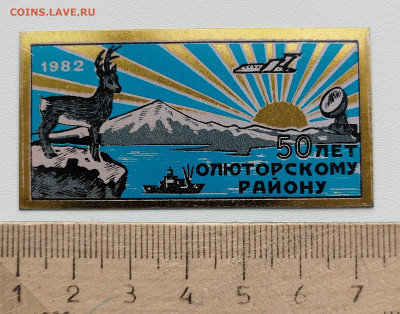 COINS.LAVE.RU
1982
50 ЛЕТ
ОЛЮТОРСКОМУ
РАЙОНУ
1 2 3 4 5 6 7